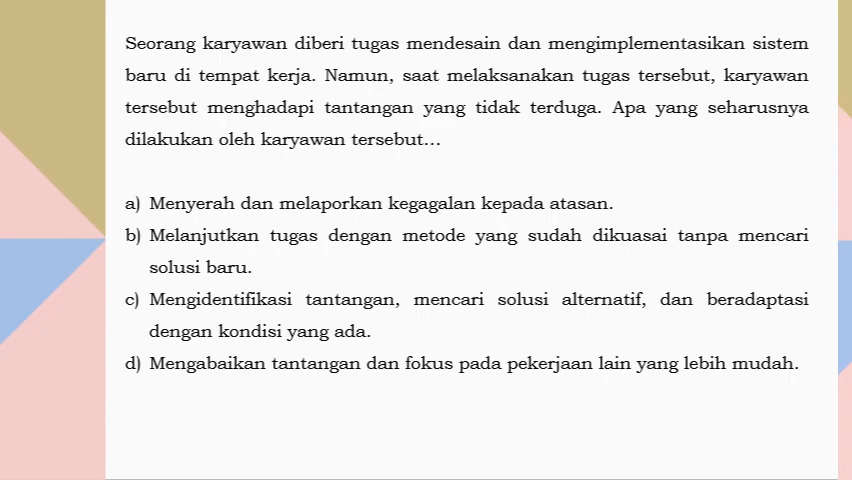 Seorang karyawan diberi tugas mendesain dan mengimplementasikan sistem
baru di tempat kerja. Namun, saat melaksanakan tugas tersebut, karyawan
tersebut menghadapi tantangan yang tidak terduga. Apa yang seharusnya
dilakukan oleh karyawan tersebut...
a) Menyerah dan melaporkan kegagalan kepada atasan.
b) Melanjutkan tugas dengan metode yang sudah dikuasai tanpa mencari
solusi baru.
c) Mengidentifikasi tantangan, mencari solusi alternatif, dan beradaptasi
dengan kondisi yang ada.
d) Mengabaikan tantangan dan fokus pada pekerjaan lain yang lebih mudah.